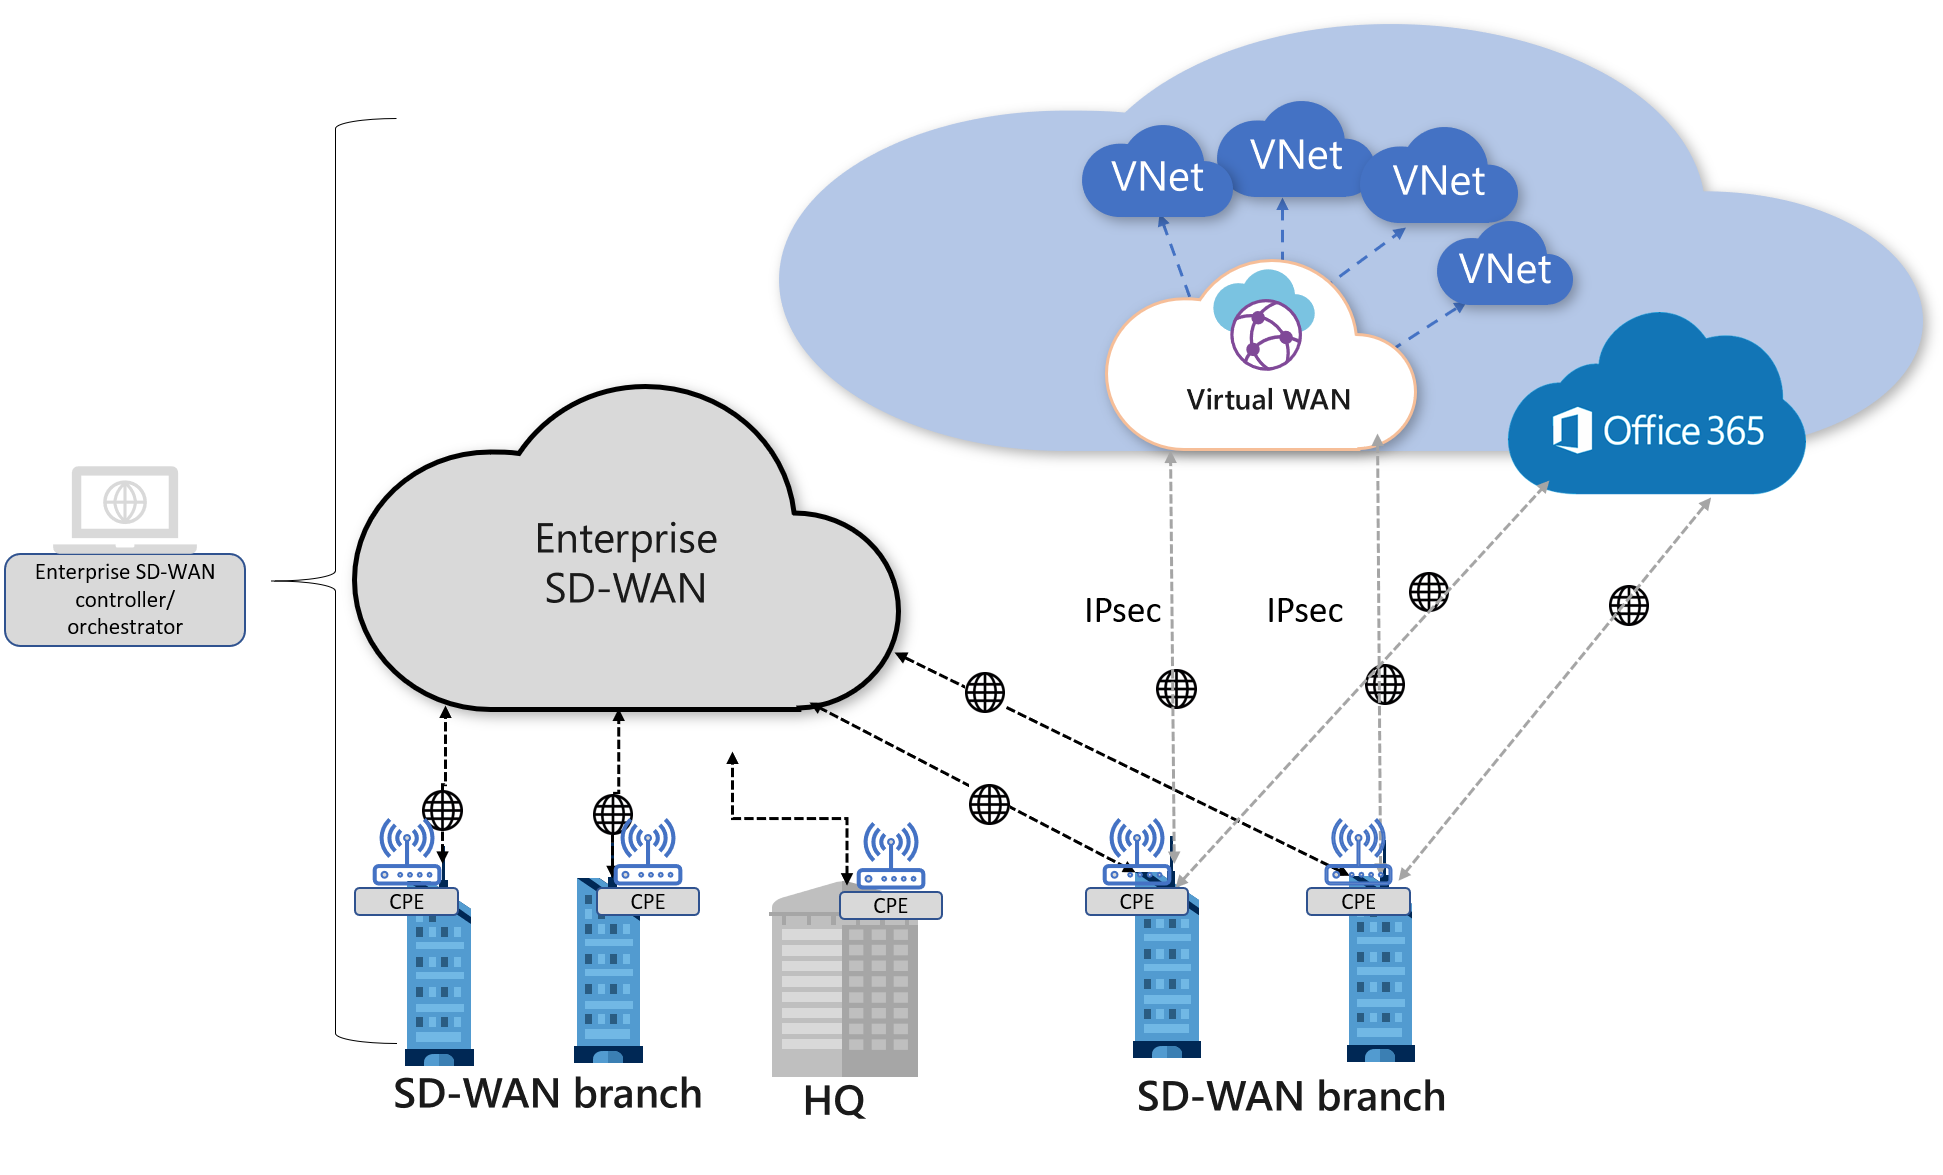 VNet
VNet
VNet
VNet
Virtual WAN
Office 365
Enterprise
SD-WAN
Enterprise SD-WAN
controller/
orchestrator
IPsec
IPsec
CPE
CPE
CPE
CPE
CPE
SD-WAN branch
HQ
SD-WAN branch